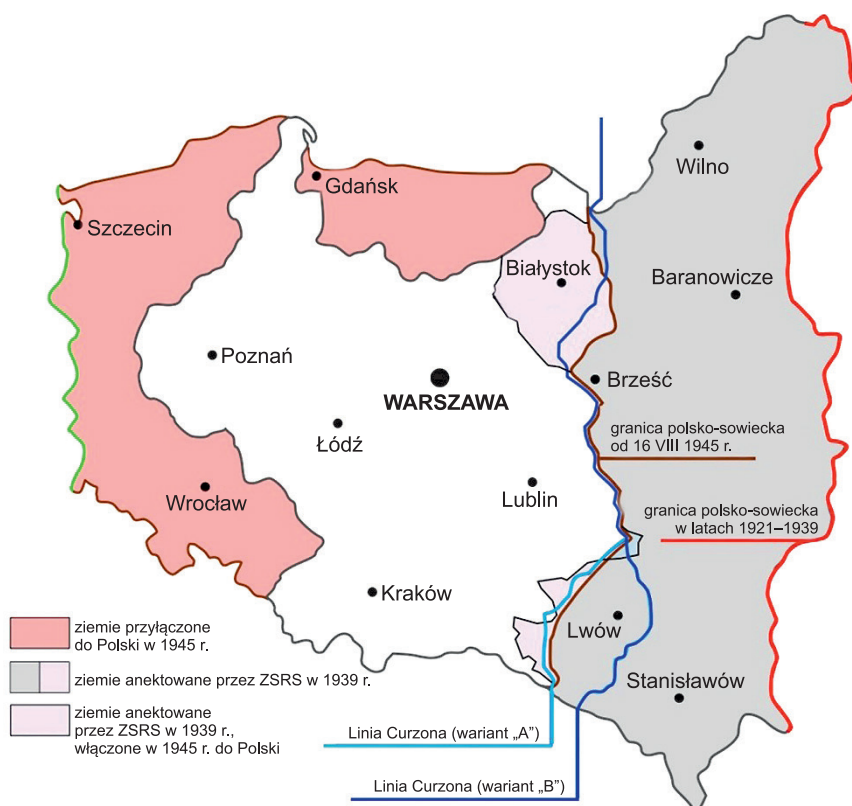 Wilno
Gdańsk
Szczecin
Białystok
Baranowicze
Poznań
Brześć
WARSZAWA
Łódź
granica polsko-sowiecka
od 16 VIII 1945 r.
Wrocław
Lublin
granica polsko-sowiecka
w latach 1921–1939
Kraków
Lwów
Stanisławów
ziemie przyłączone
do Polski w 1945 r.
ziemie anektowane przez ZSRS w 1939 r.
ziemie anektowane
przez ZSRS w 1939 r.,
włączone w 1945 r. do Polski
Linia Curzona (wariant „A”)
Linia Curzona (wariant „B”)